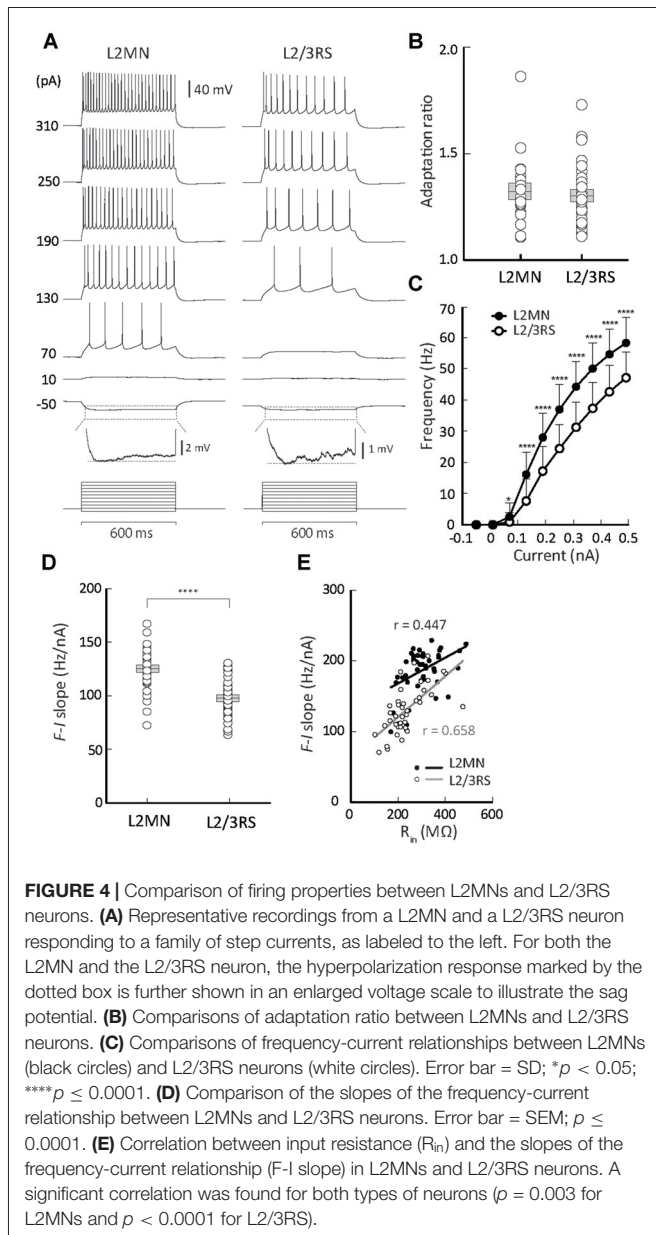 A
L2MN
L2/3RS
(pA)
40 mV
310
250
190
130
70
10
-50
2 mV
1 mV
600 ms
600 ms
B
Adaptation ratio
2.0
1.5
1.0
L2MN
L2/3RS
C
L2MN
L2/3RS
Frequency (Hz)
70
60
50
40
30
20
10
0
* **** **** **** **** **** **** ****
-0.1 0 0.1 0.2 0.3 0.4 0.5
Current (nA)
D
F-I slope (Hz/nA)
200
150
100
50
0
****
L2MN
L2/3RS
E
F-I slope (Hz/nA)
300
200
100
0
r = 0.447
r = 0.658
L2MN
L2/3RS
0 200 400 600
Rin (MΩ)
FIGURE 4 | Comparison of firing properties between L2MNs and L2/3RS
neurons. (A) Representative recordings from a L2MN and a L2/3RS neuron
responding to a family of step currents, as labeled to the left. For both the
L2MN and the L2/3RS neuron, the hyperpolarization response marked by the
dotted box is further shown in an enlarged voltage scale to illustrate the sag
potential. (B) Comparisons of adaptation ratio between L2MNs and L2/3RS
neurons. (C) Comparisons of frequency-current relationships between L2MNs
(black circles) and L2/3RS neurons (white circles). Error bar = SD; *p < 0.05;
****p ≤ 0.0001. (D) Comparison of the slopes of the frequency-current
relationship between L2MNs and L2/3RS neurons. Error bar = SEM; p ≤
0.0001. (E) Correlation between input resistance (Rin) and the slopes of the
frequency-current relationship (F-I slope) in L2MNs and L2/3RS neurons. A
significant correlation was found for both types of neurons (p = 0.003 for
L2MNs and p < 0.0001 for L2/3RS).